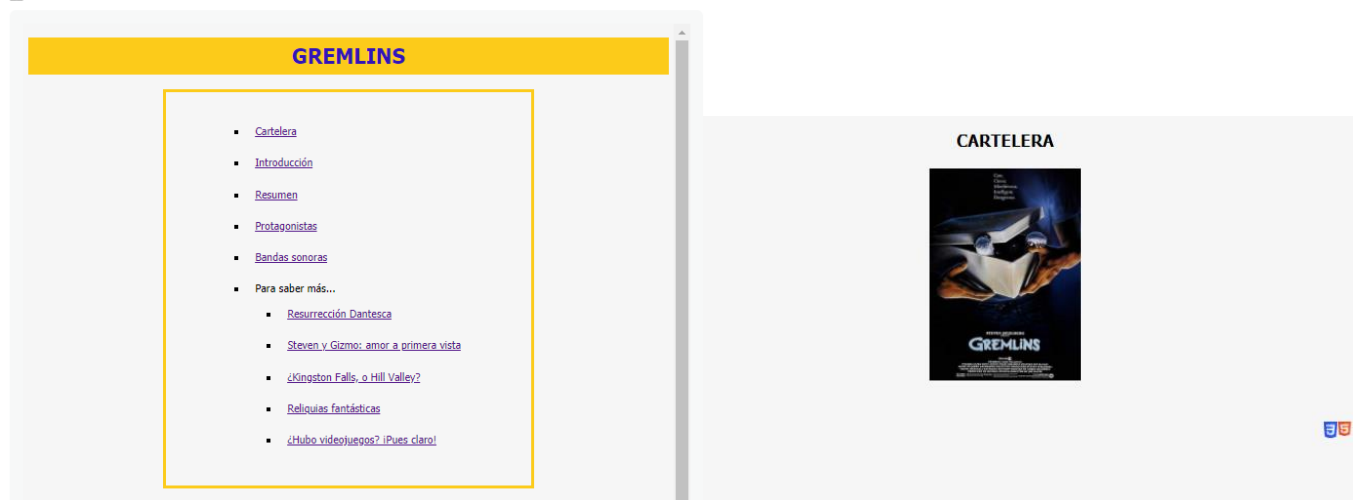 GREMLINS
Cartelera
Introducción
Resumen
Protagonistas
Bandas sonoras
Para saber más...
Resurrección Dantesca
Steven y Gizmo: amor a primera vista
¿Kingston Falls, o Hill Valley?
Reliquias fantásticas
¿Hubo videojuegos? ¡Pues claro!
CARTELERA
GREMLINS